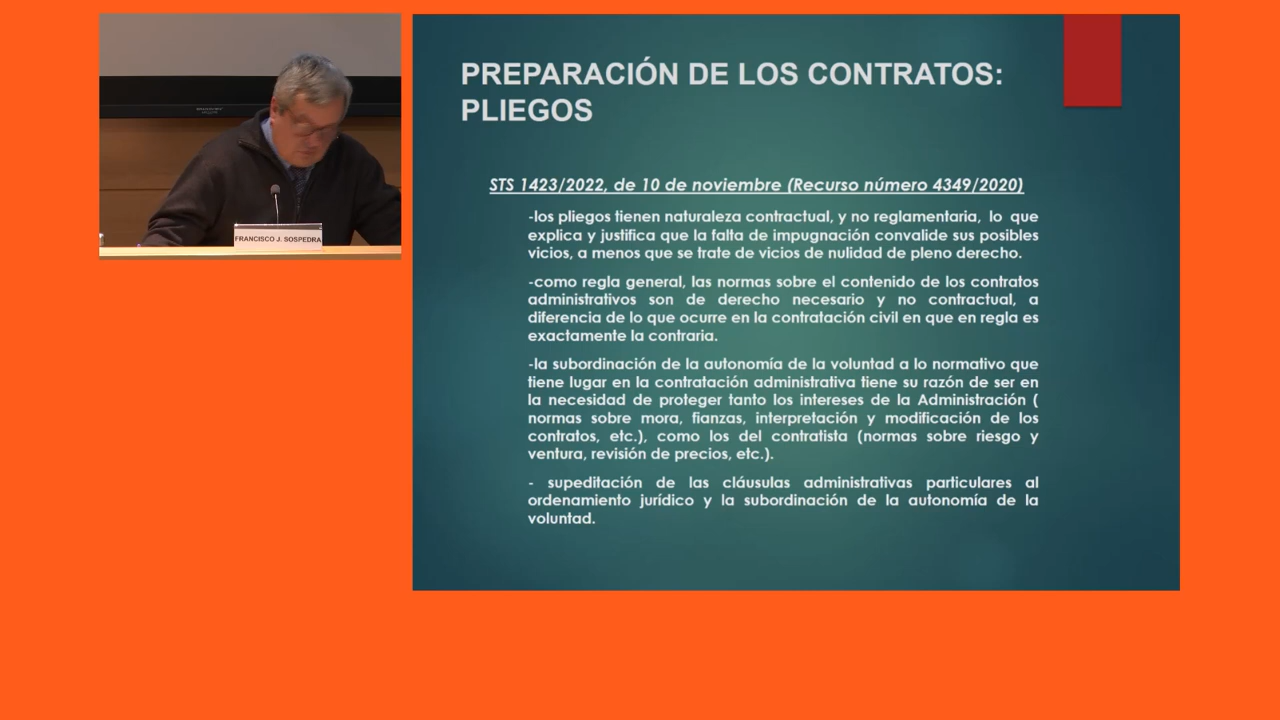 FRANCISCO J. SOSPEDRA
PREPARACIÓN DE LOS CONTRATOS:
PLIEGOS
STS 1423/2022, de 10 de noviembre (Recurso número 4349/2020)
-los pliegos tienen naturaleza contractual, y no reglamentaria, lo que
explica y justifica que la falta de impugnación convalide sus posibles
vicios, a menos que se trate de vicios de nulidad de pleno derecho.
-como regla general, las normas sobre el contenido de los contratos
administrativos son de derecho necesario y no contractual, a
diferencia de lo que ocurre en la contratación civil en que en regla es
exactamente la contraria.
-la subordinación de la autonomía de la voluntad a lo normativo que
tiene lugar en la contratación administrativa tiene su razón de ser en
la necesidad de proteger tanto los intereses de la Administración (
normas sobre mora, fianzas, interpretación y modificación de los
contratos, etc.), como los del contratista (normas sobre riesgo y
ventura, revisión de precios, etc.).
- supeditación de las cláusulas administrativas particulares al
ordenamiento jurídico y la subordinación de la autonomía de la
voluntad.